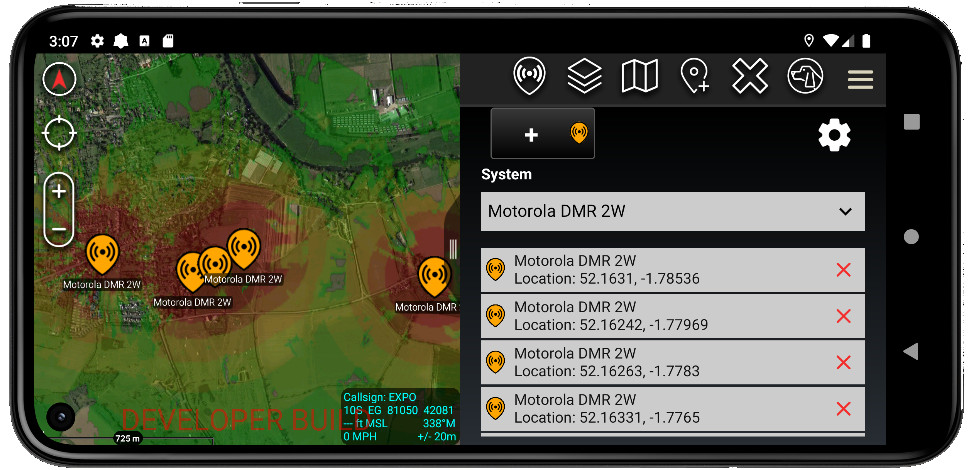 3:07
A
System
Motorola DMR 2W
Motorola DMR 2W
Location: 52.1631, -1.78536
Motorola DMR 2W
Location: 52.16242, -1.77969
Motorola DMR 2W
Location: 52.16263, -1.7783
Motorola DMR 2W
Location: 52.16331, -1.7765
Motorola DMR 2W
Motorola DMR 2W
Motorola DMR 2W
Motorola DMR
Callsign: EXPO
10S EG 81050 42081
--- ft MSL 338°M
0 MPH +/- 20m
DEVELOPER BUILD
725 m